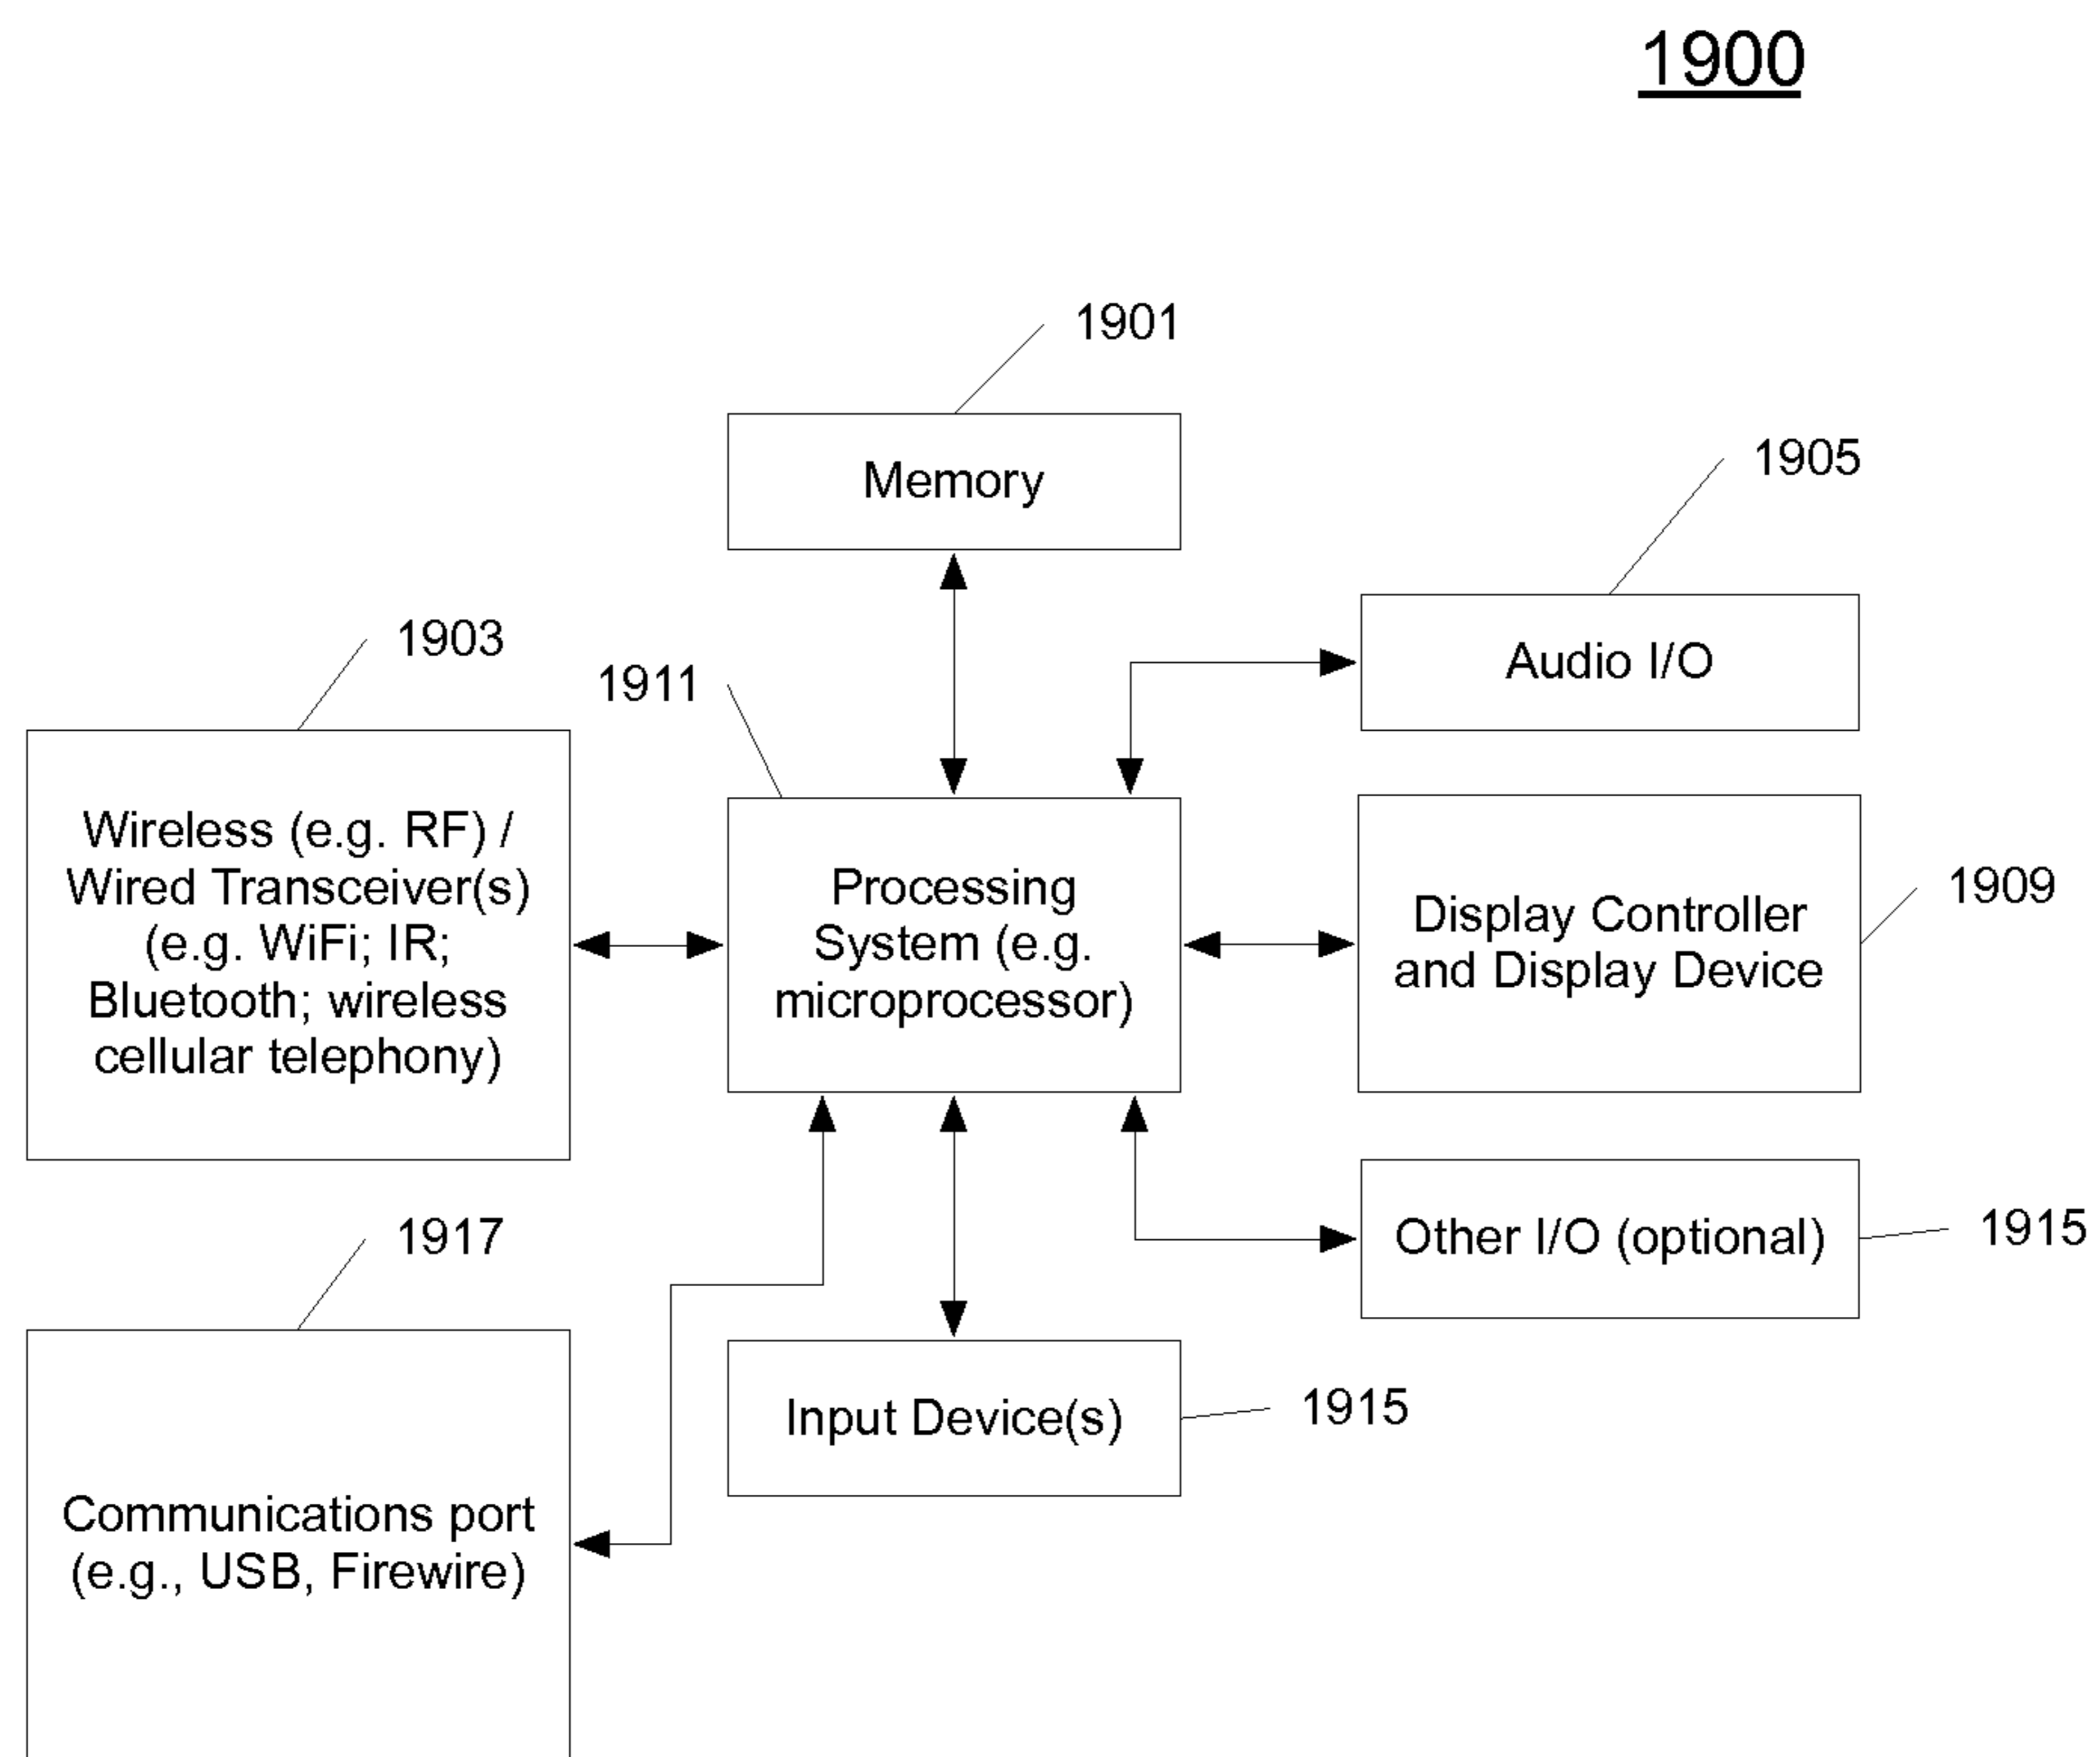 1900
1901
Memory
1905
Audio I/O
1903
1911
Wireless (e.g. RF) /
Wired Transceiver(s)
(e.g. WiFi; IR;
Bluetooth; wireless
cellular telephony)
Processing
System (e.g.
microprocessor)
1909
Display Controller
and Display Device
1915
Other I/O (optional)
1917
Communications port
(e.g., USB, Firewire)
Input Device(s)
1915